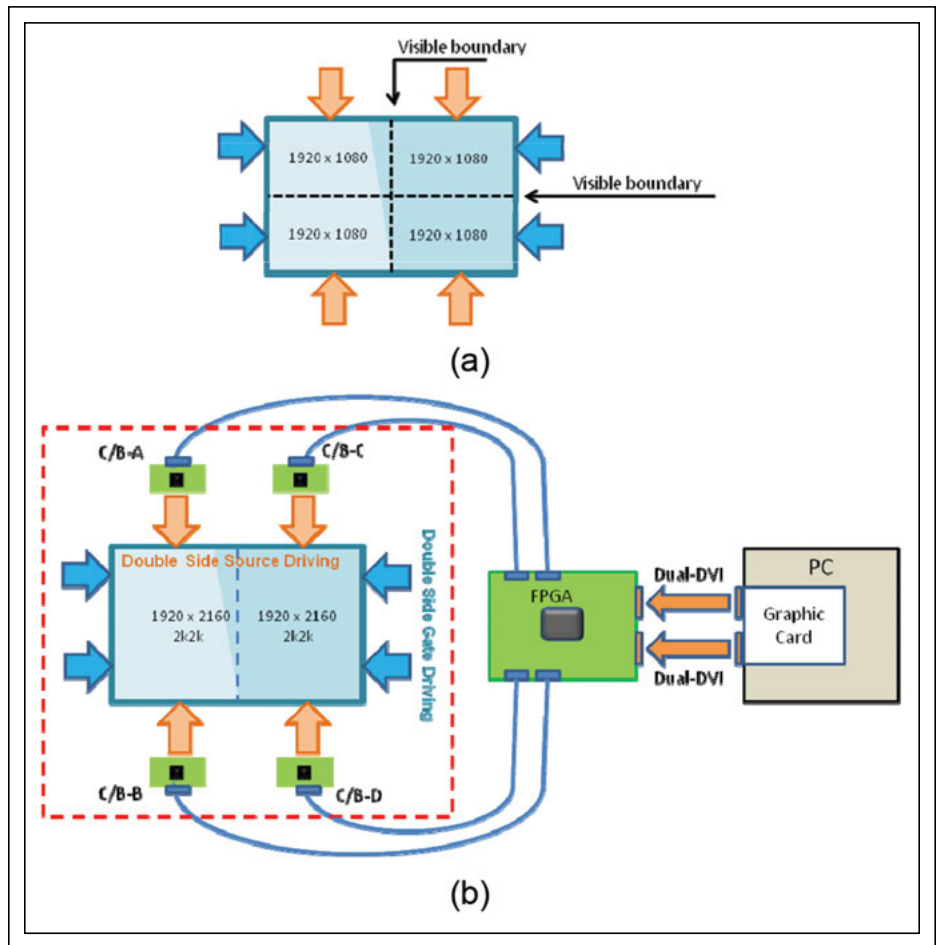 Visible boundary
1920 x 1080
1920 x 1080
Visible boundary
1920 x 1080
1920 x 1080
(a)
C/B-A
C/B-C
Double Side Source Driving
Double Side Gate Driving
1920 x 2160
2k2k
1920 x 2160
2k2k
FPGA
Dual-DVI
Dual-DVI
PC
Graphic
Card
C/B-B
C/B-D
(b)